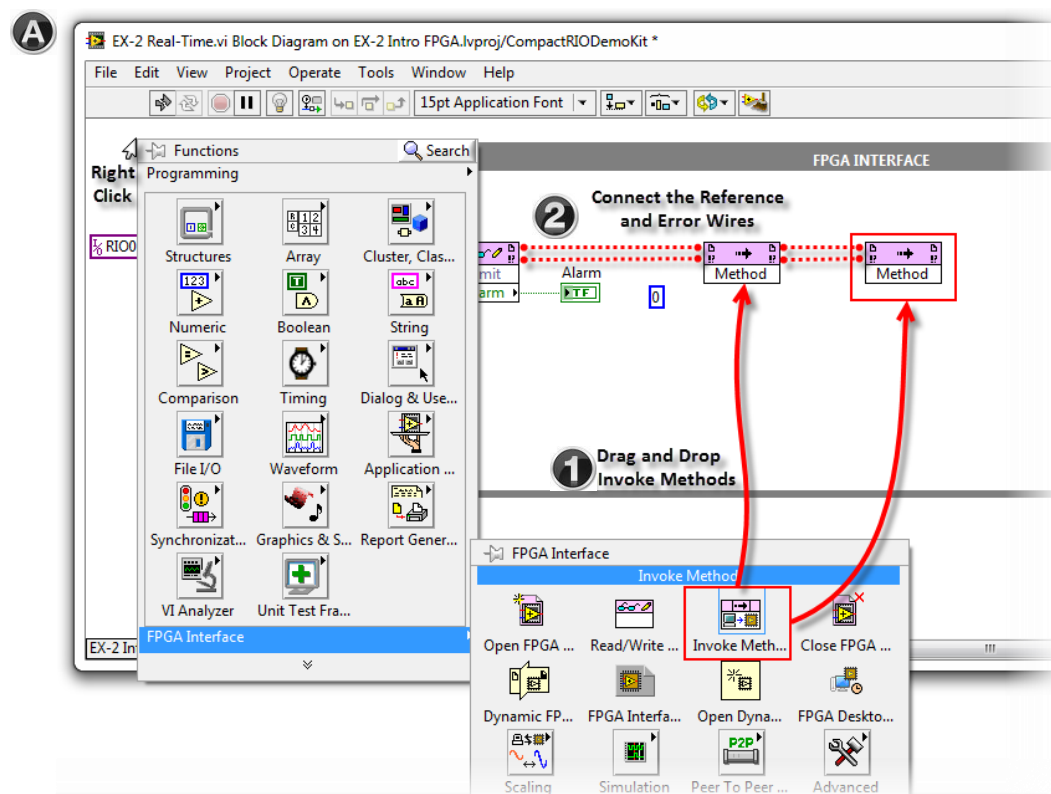 A
EX-2 Real-Time.vi Block Diagram on EX-2 Intro FPGA.lvproj/CompactRIODemoKit *
File Edit View Project Operate Tools Window Help
15pt Application Font
Functions
Search
Right
Click
Programming
FPGA INTERFACE
2
Connect the Reference
and Error Wires
RIO0
Structures
Array
Cluster, Clas...
mit
Alarm
Method
Method
arm
TF
0
Numeric
Boolean
String
Comparison
Timing
Dialog & Use...
File I/O
Waveform
Application ...
1
Drag and Drop
Invoke Methods
Synchronizat...
Graphics & S...
Report Gener...
VI Analyzer
Unit Test Fra...
FPGA Interface
EX-2 In
FPGA Interface
Invoke Method
Open FPGA ...
Read/Write ...
Invoke Meth...
Close FPGA ...
Dynamic FP...
FPGA Interfa...
Open Dyna...
FPGA Deskto...
P2P
Scaling
Simulation
Peer To Peer ...
Advanced